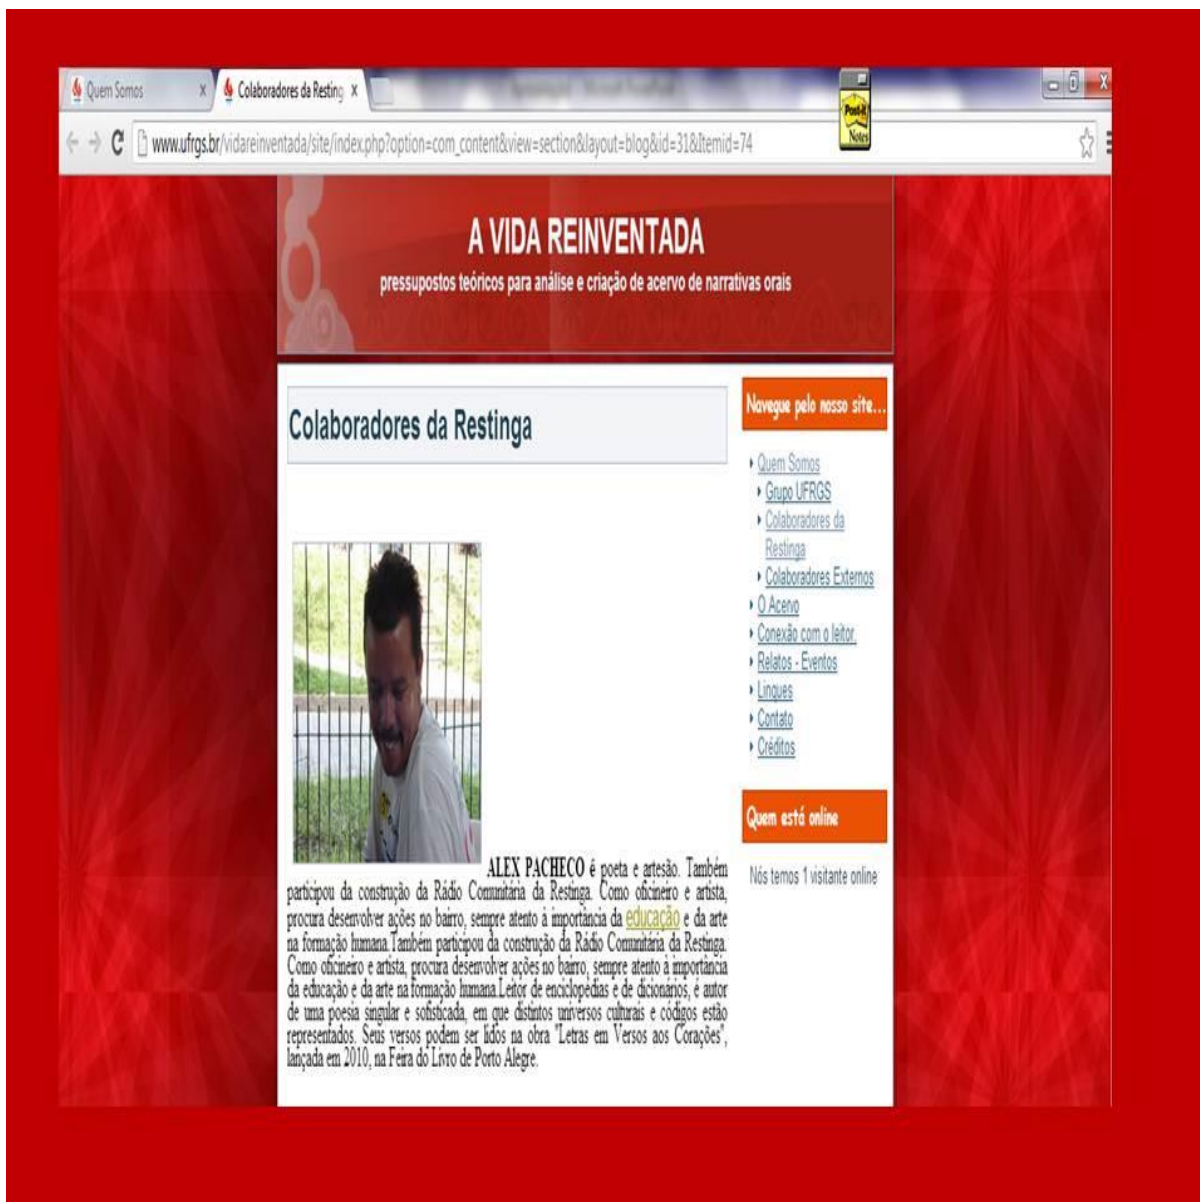 Quem Somos x
Colaboradores da Resting x
Post-it
Notes
www.ufrgs.br/vidareinventada/site/index.php?option=com_content&view=section&layout=blog&id=31&Itemid=74
A VIDA REINVENTADA
pressupostos teóricos para análise e criação de acervo de narrativas orais
Colaboradores da Restinga
ALEX PACHECO é poeta e artesão. Também
participou da construção da Rádio Comunitária da Restinga. Como oficineiro e artista,
procura desenvolver ações no bairro, sempre atento à importância da educação e da arte
na formação humana.Também participou da construção da Rádio Comunitária da Restinga.
Como oficineiro e artista, procura desenvolver ações no bairro, sempre atento à importância
da educação e da arte na formação humana.Leitor de enciclopédias e de dicionários, é autor
de uma poesia singular e sofisticada, em que distintos universos culturais e códigos estão
representados. Seus versos podem ser lidos na obra "Letras em Versos aos Corações",
lançada em 2010, na Feira do Livro de Porto Alegre.
Navegue pelo nosso site...
Quem Somos
Grupo UFRGS
Colaboradores da
Restinga
Colaboradores Externos
O Acervo
Conexão com o leitor.
Relatos - Eventos
Linques
Contato
Créditos
Quem está online
Nós temos 1 visitante online